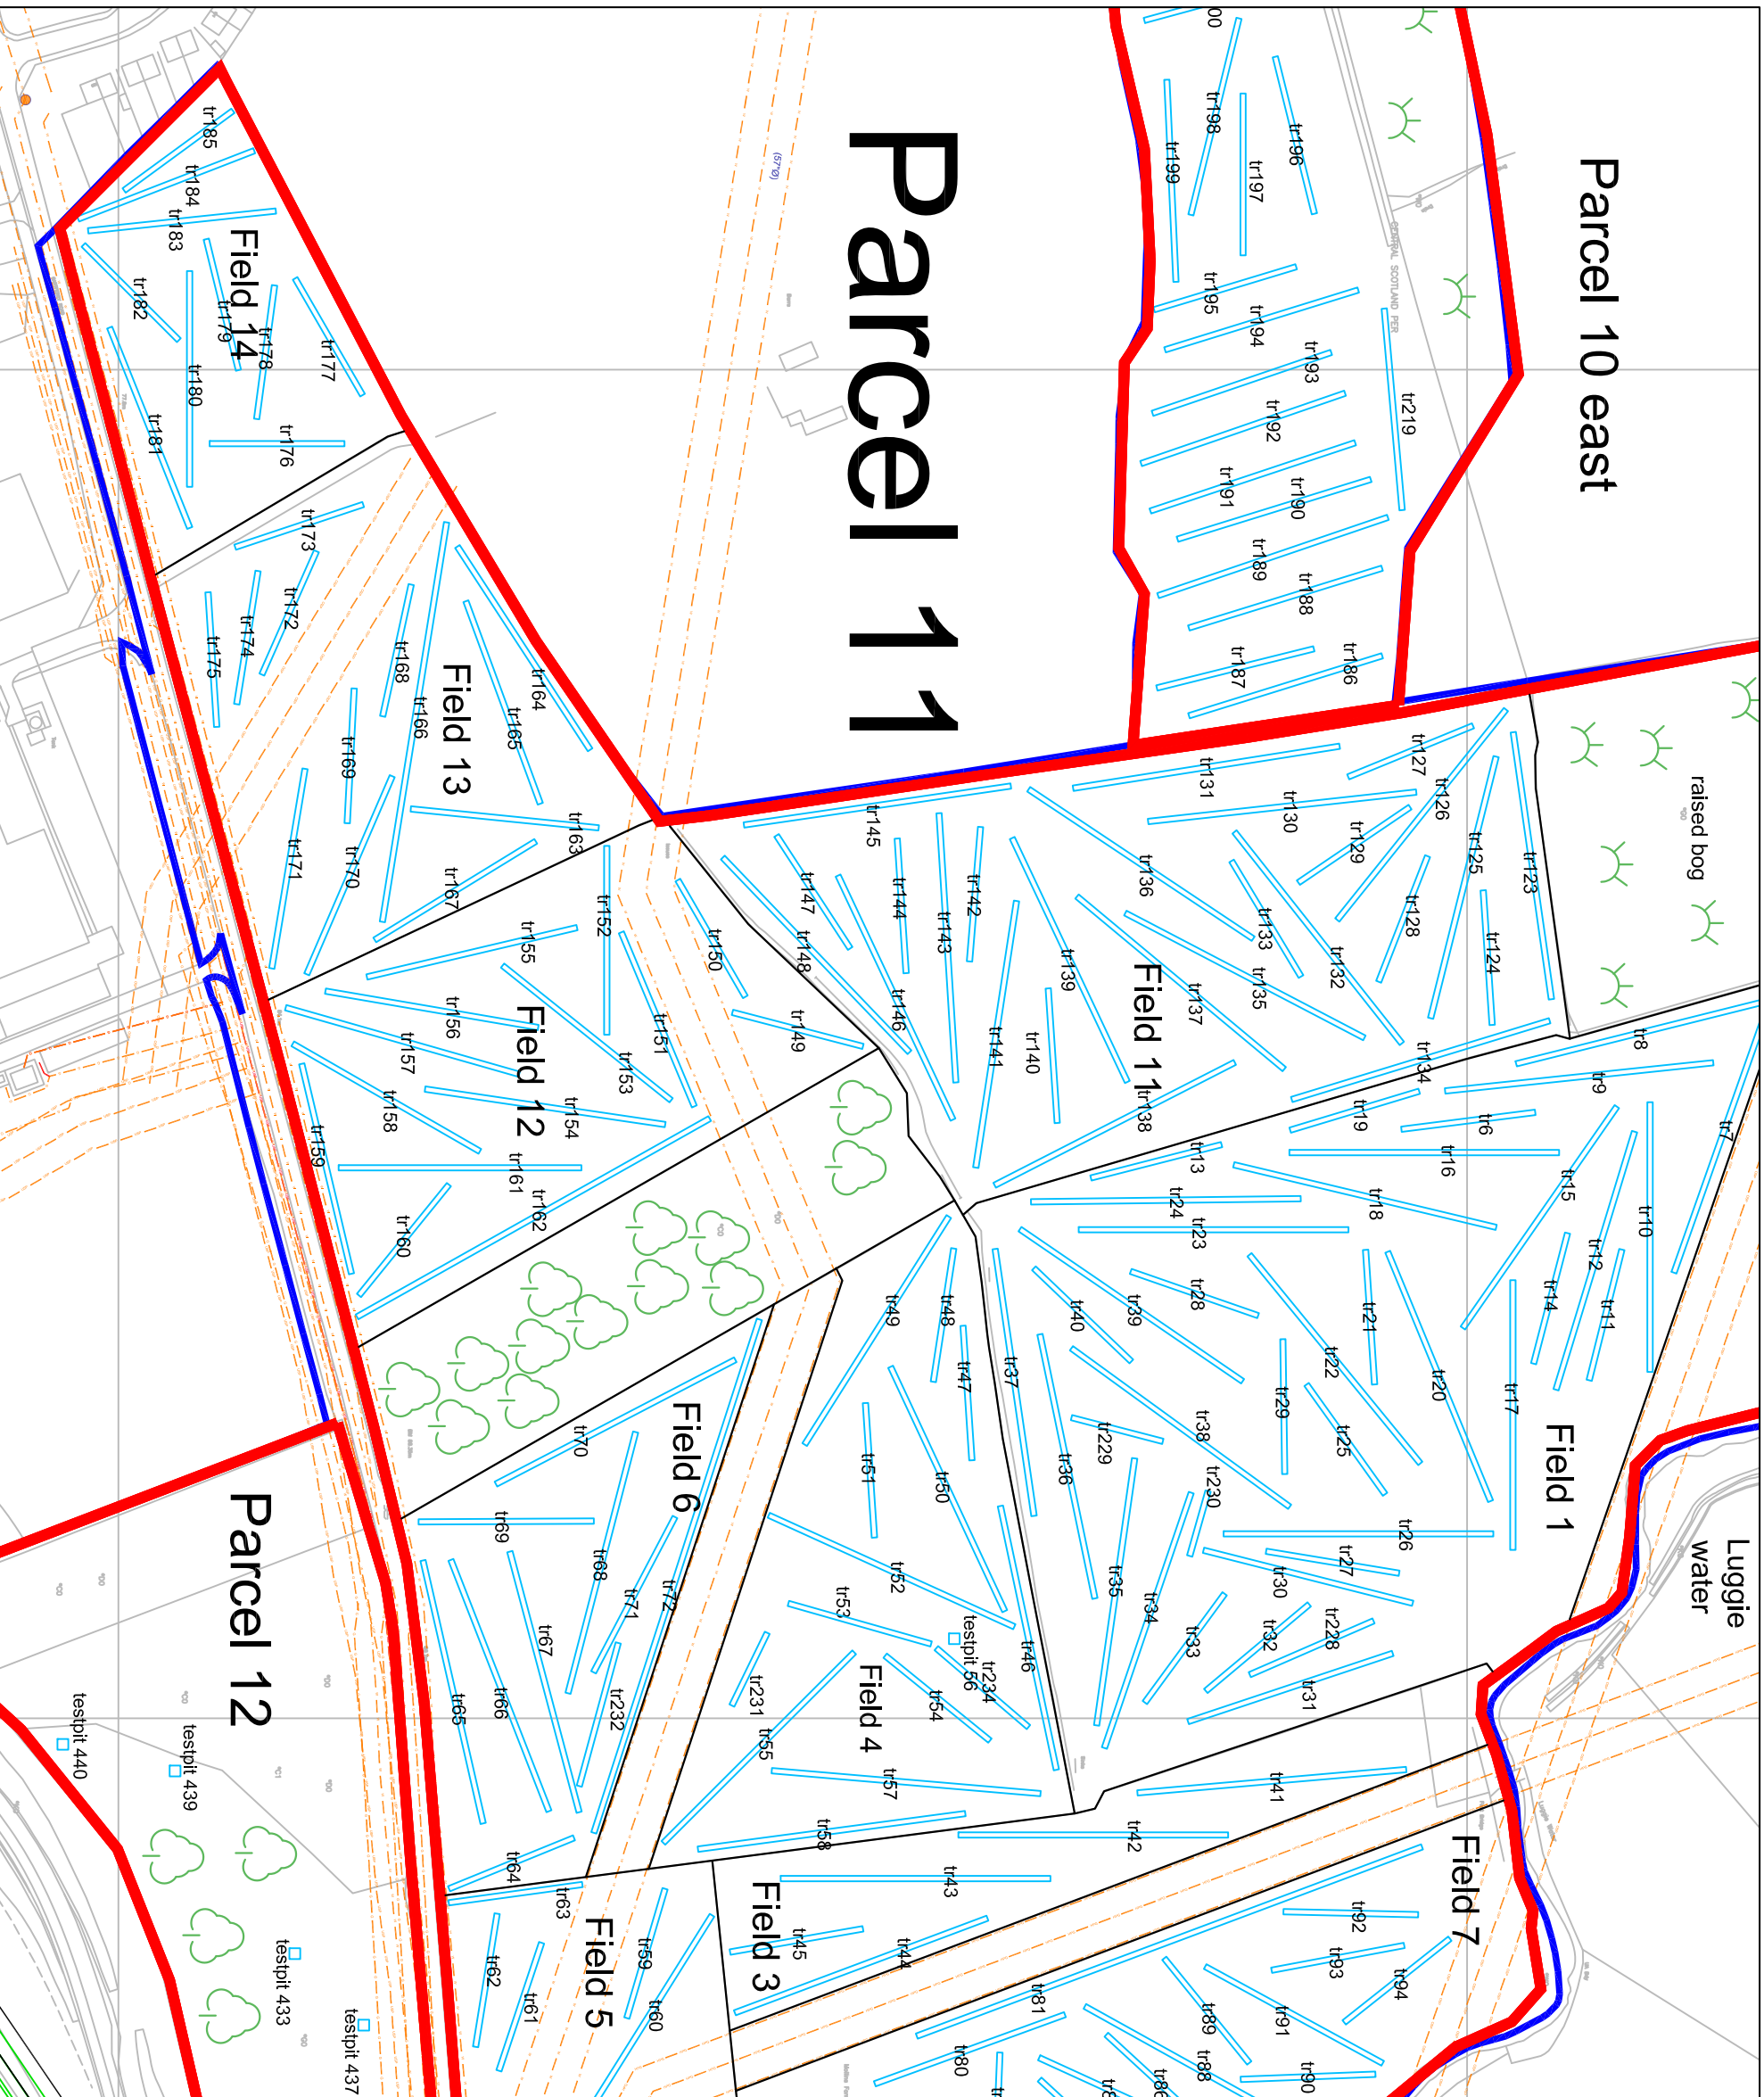 Parcel 10 east
Parcel 11
Parcel 12
raised bog
Luggie
water
CENTRAL SCOTLAND PER
(57"Ø)
Field 1
Field 3
Field 4
Field 5
Field 6
Field 7
Field 11
Field 12
Field 13
Field 14
00
tr196
tr197
tr198
tr199
tr195
tr194
tr193
tr192
tr191
tr190
tr189
tr188
tr187
tr186
tr219
tr185
tr184
tr183
tr182
tr179
tr178
tr177
tr180
tr181
tr176
tr173
tr172
tr174
tr175
tr168
tr166
tr164
tr165
tr169
tr163
tr171
tr170
tr167
tr152
tr155
tr150
tr151
tr156
tr157
tr153
tr154
tr158
tr159
tr161
tr162
tr160
tr149
tr145
tr147
tr148
tr144
tr143
tr142
tr146
tr141
tr140
tr139
tr131
tr130
tr127
tr126
tr129
tr125
tr123
tr128
tr124
tr136
tr133
tr132
tr135
tr137
tr134
tr138
tr8
tr9
tr7
tr6
tr19
tr16
tr13
tr15
tr10
tr18
tr24
tr23
tr12
tr14
tr11
tr28
tr39
tr40
tr21
tr22
tr20
tr17
tr37
tr29
tr25
tr38
tr229
tr36
tr230
tr26
tr27
tr30
tr35
tr34
tr33
tr32
tr228
tr31
tr49
tr48
tr47
tr51
tr50
tr52
tr53
tr46
testpit 56
tr234
tr54
tr231
tr55
tr57
tr58
tr41
tr42
tr43
tr45
tr44
tr70
tr69
tr68
tr71
tr72
tr67
tr66
tr65
tr232
tr64
tr63
tr62
tr61
tr59
tr60
tr92
tr93
tr94
tr81
tr80
tr89
tr91
tr88
tr86
tr90
testpit 440
testpit 439
testpit 433
testpit 437